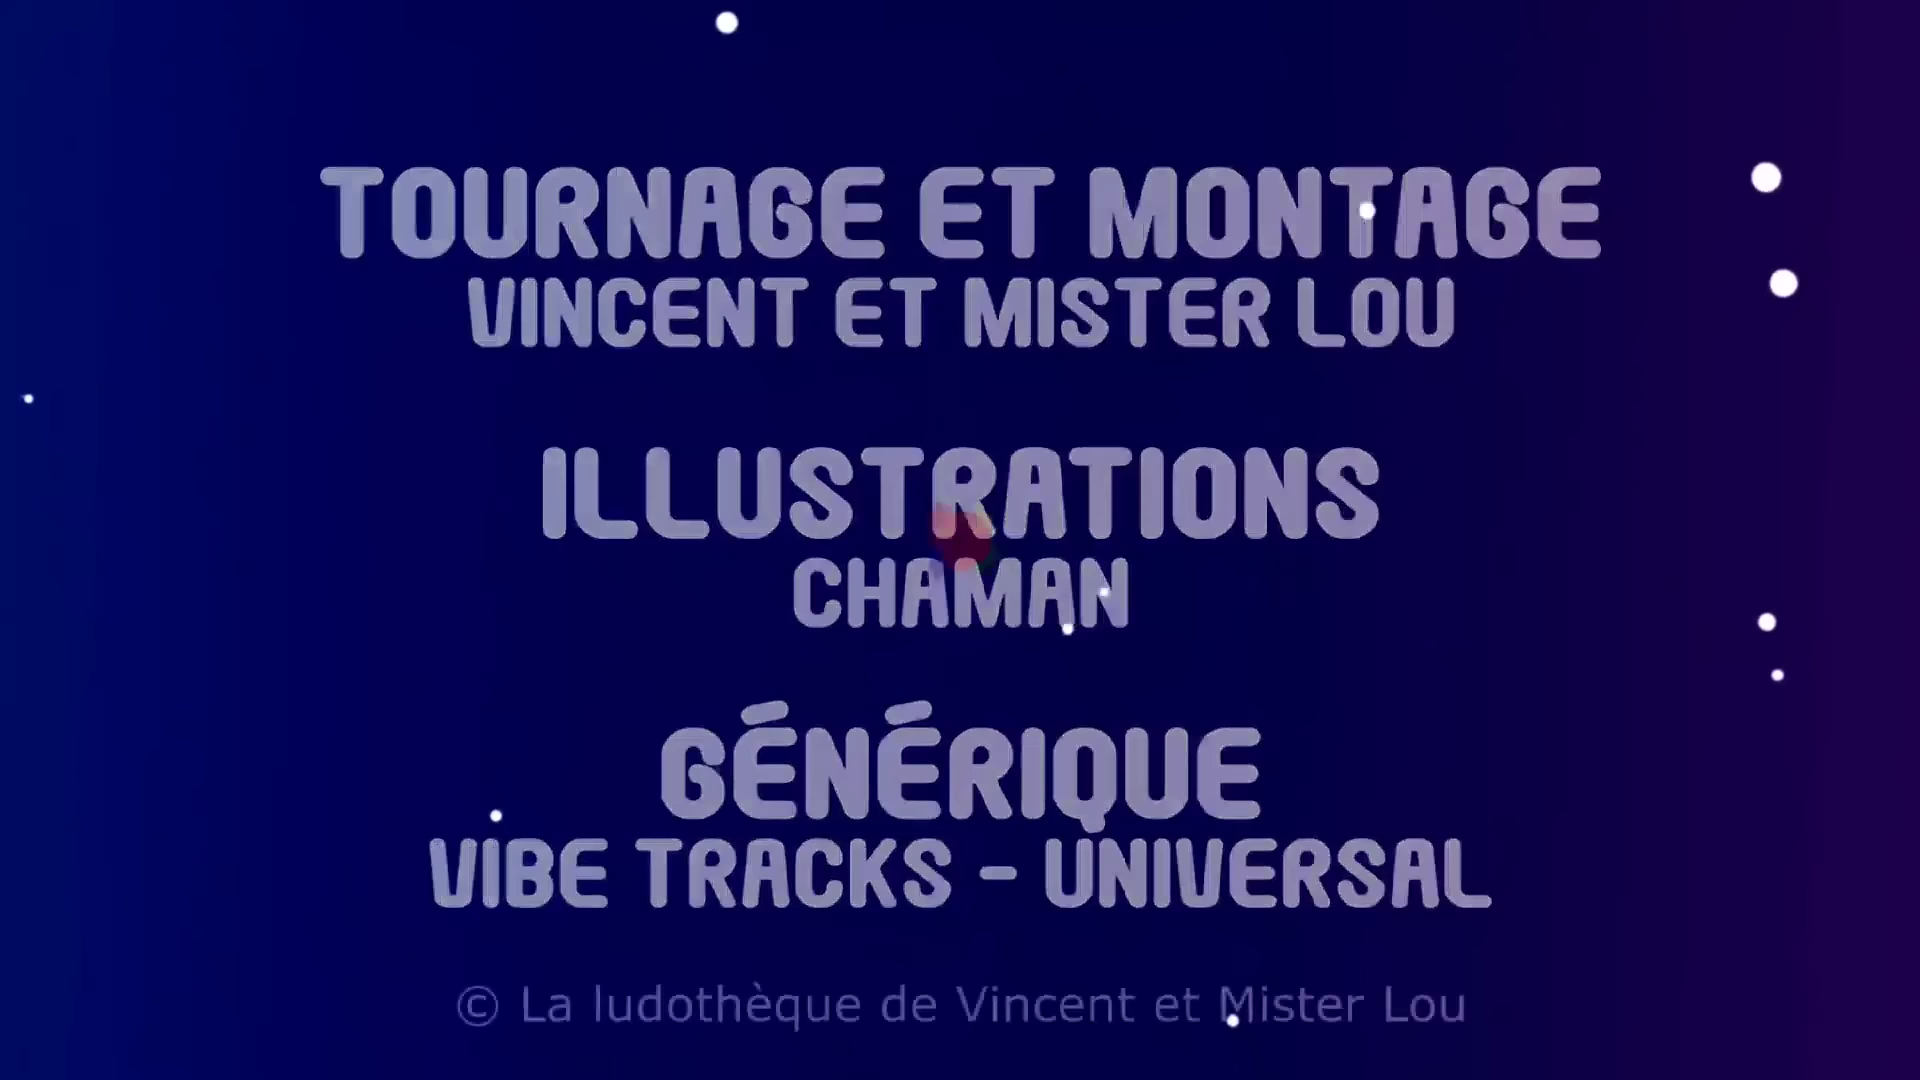 TOURNAGE ET MONTAGE
VINCENT ET MISTER LOU
ILLUSTRATIONS
CHAMAN
GÉNÉRIQUE
VIBE TRACKS - UNIVERSAL
© La ludothèque de Vincent et Mister Lou